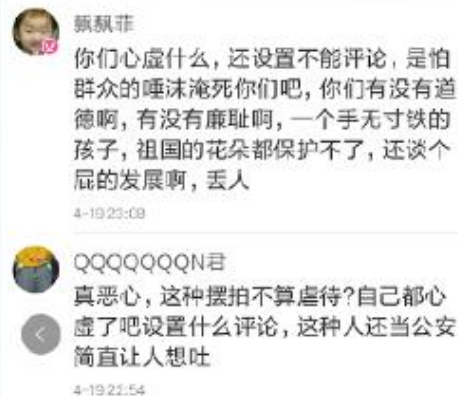 飘飘菲
你们心虚什么，还设置不能评论，是怕
群众的唾沫淹死你们吧，你们有没有道
德啊，有没有廉耻啊，一个手无寸铁的
孩子，祖国的花朵都保护不了，还谈个
屁的发展啊，丢人
4-19 23:09
QQQQQQQN君
真恶心，这种摆拍不算虐待?自己都心
虚了吧设置什么评论，这种人还当公安
简直让人想吐
4-19 22:54